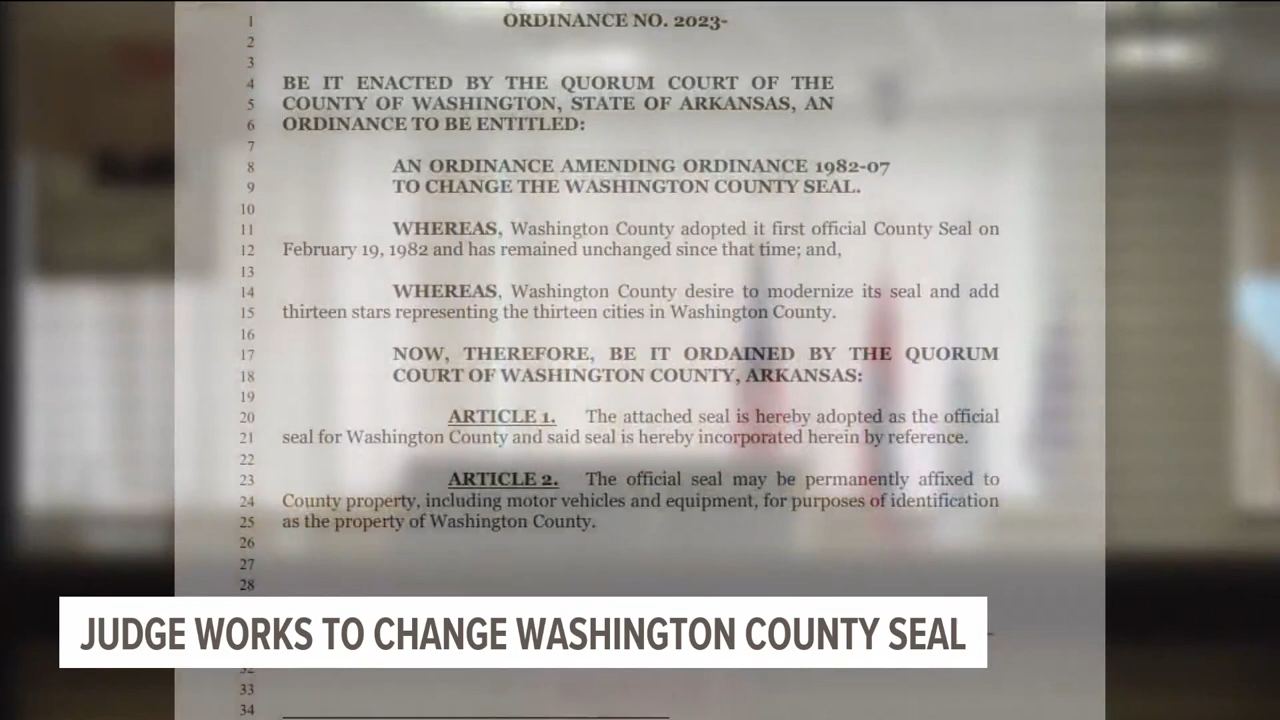 1 ORDINANCE NO. 2023-
2
3
4 BE IT ENACTED BY THE QUORUM COURT OF THE
5 COUNTY OF WASHINGTON, STATE OF ARKANSAS, AN
6 ORDINANCE TO BE ENTITLED:
7
8 AN ORDINANCE AMENDING ORDINANCE 1982-07
9 TO CHANGE THE WASHINGTON COUNTY SEAL.
10
11 WHEREAS, Washington County adopted it first official County Seal on
12 February 19, 1982 and has remained unchanged since that time; and,
13
14 WHEREAS, Washington County desire to modernize its seal and add
15 thirteen stars representing the thirteen cities in Washington County.
16
17 NOW, THEREFORE, BE IT ORDAINED BY THE QUORUM
18 COURT OF WASHINGTON COUNTY, ARKANSAS:
19
20 ARTICLE 1. The attached seal is hereby adopted as the official
21 seal for Washington County and said seal is hereby incorporated herein by reference.
22
23 ARTICLE 2. The official seal may be permanently affixed to
24 County property, including motor vehicles and equipment, for purposes of identification
25 as the property of Washington County.
26
27
28
JUDGE WORKS TO CHANGE WASHINGTON COUNTY SEAL
33
34